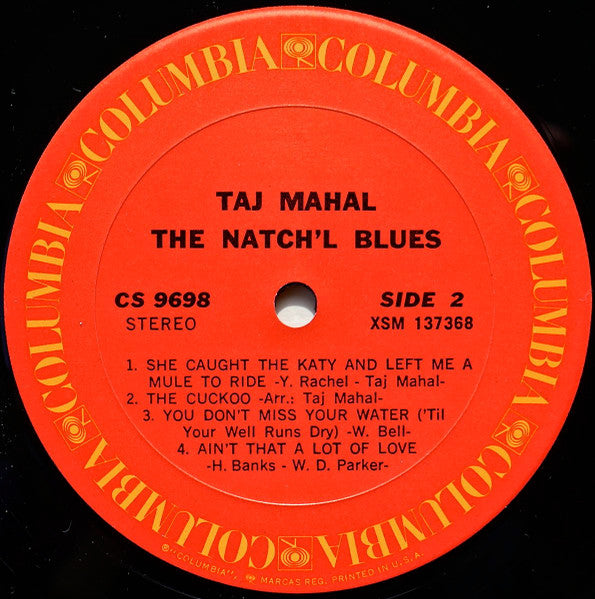 COLUMBIA COLUMBIA COLUMBIA COLUMBIA COLUMBIA COLUMBIA
TAJ MAHAL
THE NATCH'L BLUES
CS 9698
SIDE 2
STEREO
XSM 137368
1. SHE CAUGHT THE KATY AND LEFT ME A
MULE TO RIDE -Y. Rachel - Taj Mahal-
2. THE CUCKOO -Arr.: Taj Mahal-
3. YOU DON'T MISS YOUR WATER ('Til
Your Well Runs Dry) -W. Bell-
4. AIN'T THAT A LOT OF LOVE
-H. Banks - W. D. Parker-
®"COLUMBIA", MARCAS REG. PRINTED IN U.S.A.